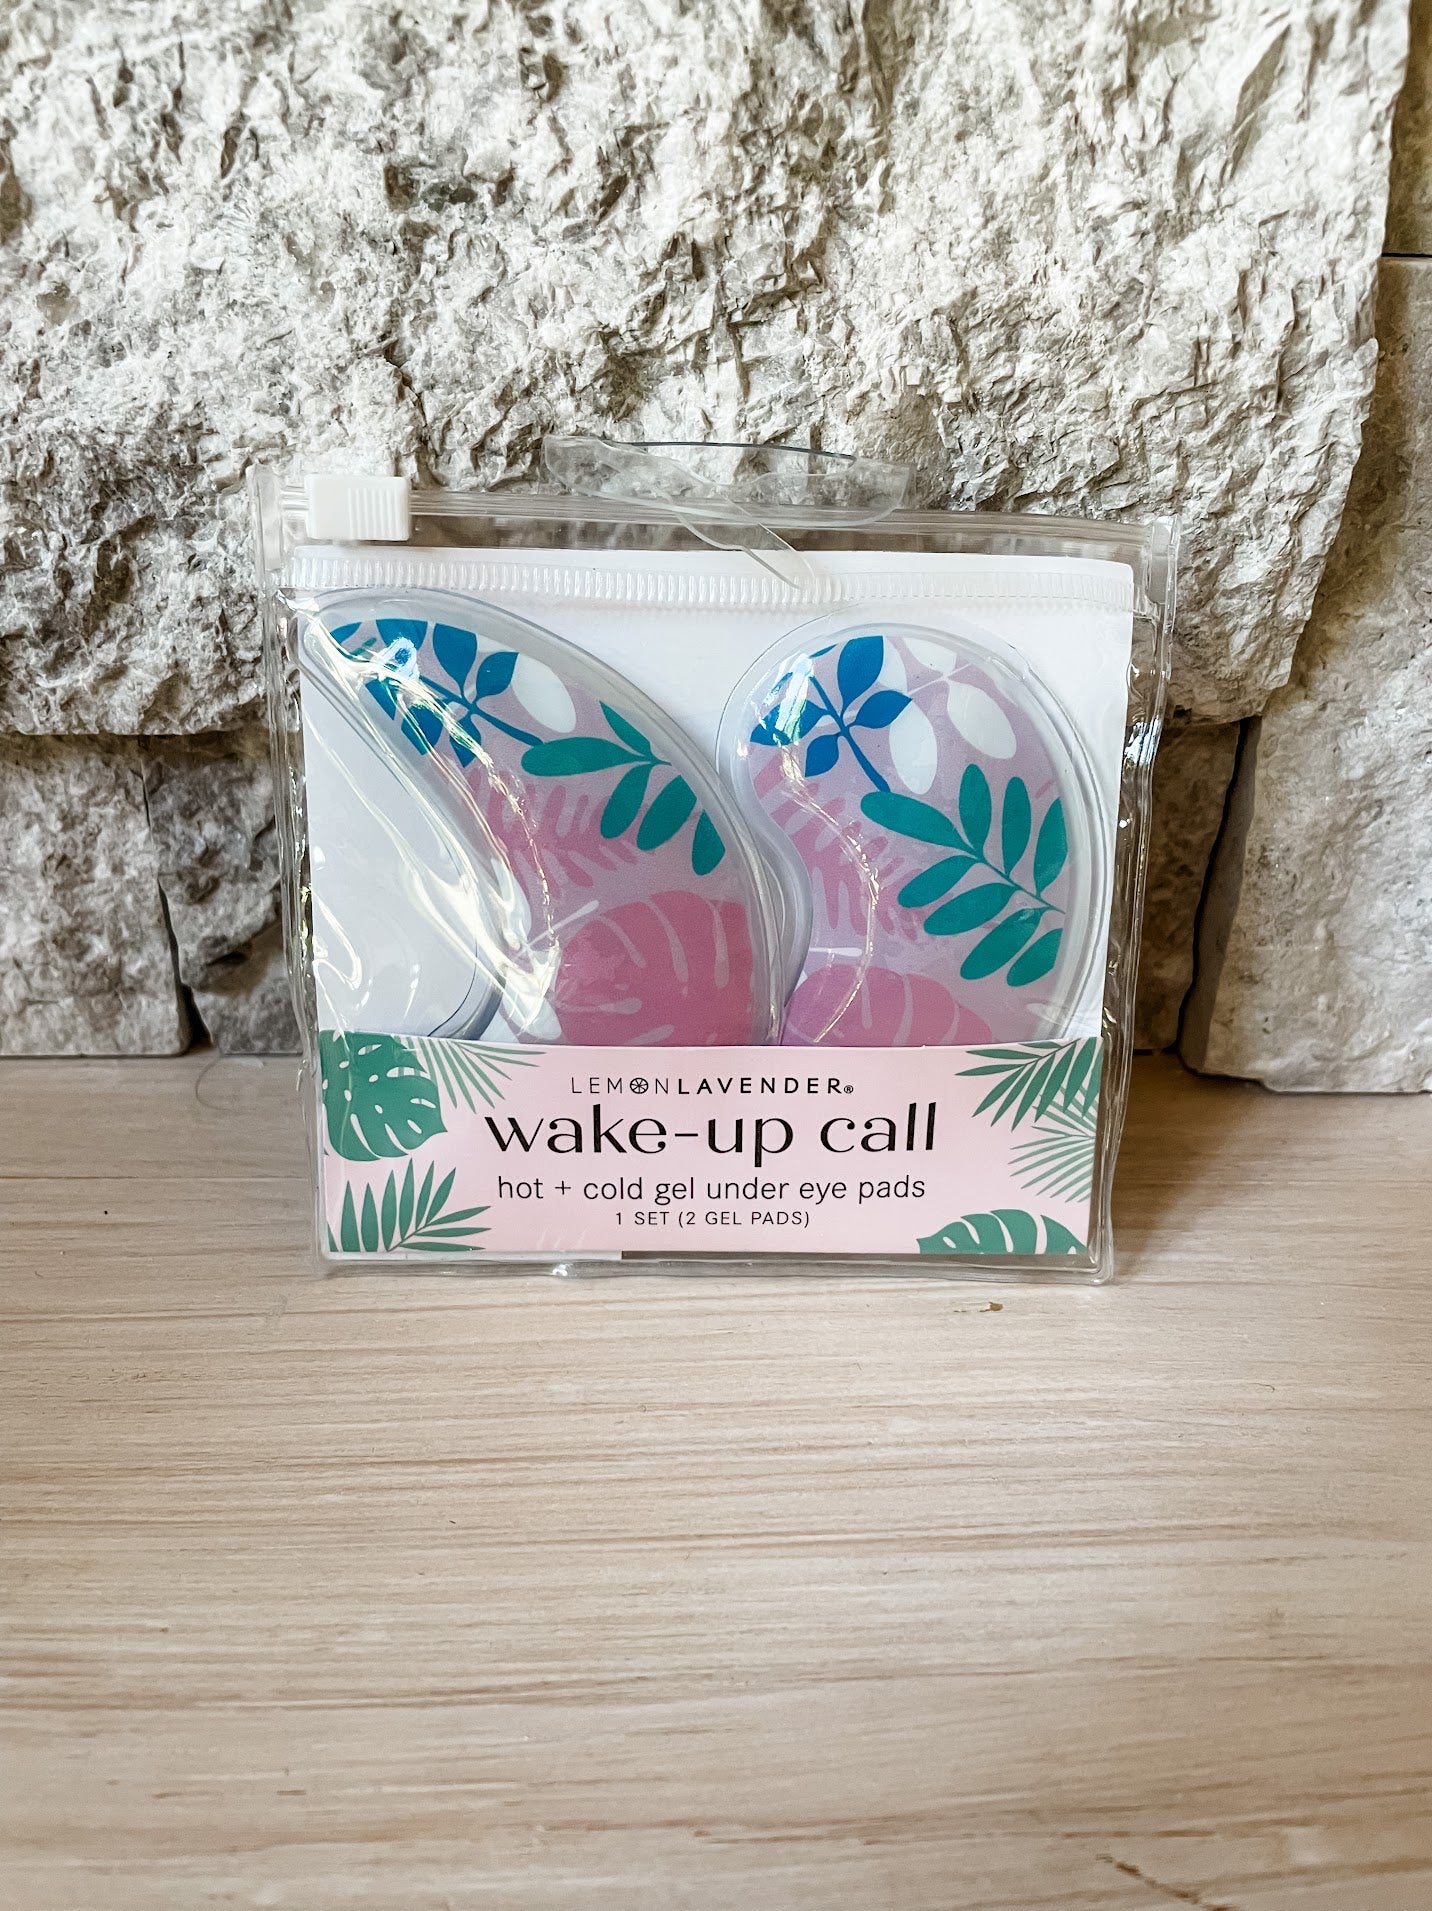 LEMONLAVENDER®
wake-up call
hot + cold gel under eye pads
1 SET (2 GEL PADS)